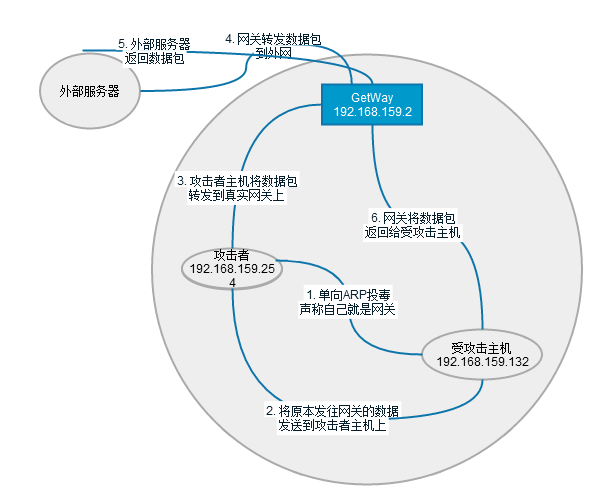 5. 外部服务器
返回数据包
4. 网关转发数据包
到外网
外部服务器
GetWay
192.168.159.2
3. 攻击者主机将数据包
转发到真实网关上
6. 网关将数据包
返回给受攻击主机
攻击者
192.168.159.25
4
1. 单向ARP投毒
声称自己就是网关
受攻击主机
192.168.159.132
2. 将原本发往网关的数据
发送到攻击者主机上